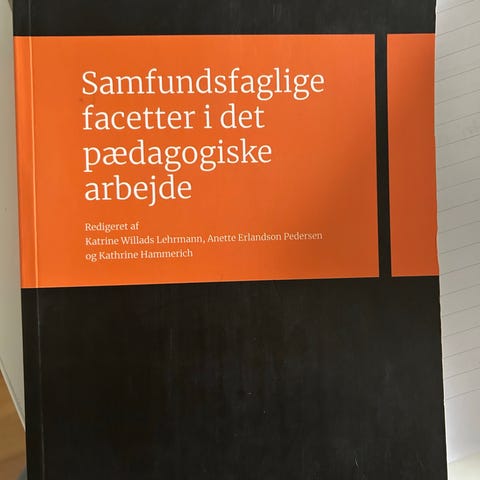 Samfundsfaglige
facetter i det
pædagogiske
arbejde
Redigeret af
Katrine Willads Lehrmann, Anette Erlandson Pedersen
og Kathrine Hammerich